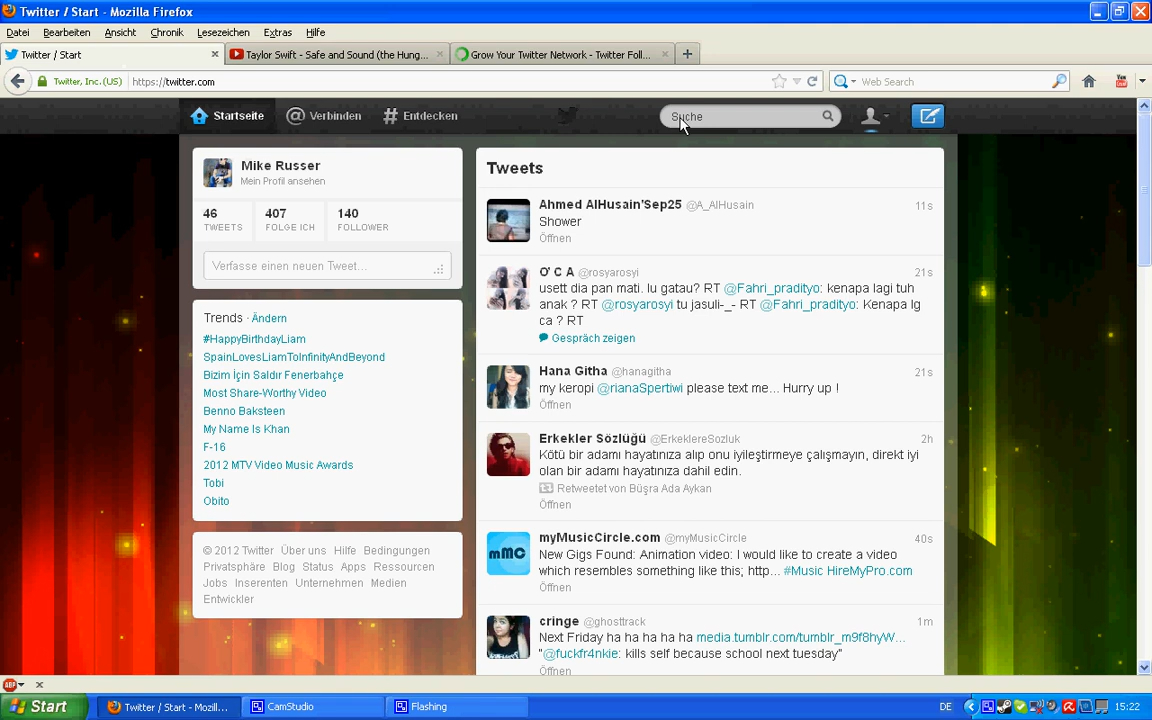 Twitter / Start - Mozilla Firefox
Datei Bearbeiten Ansicht Chronik Lesezeichen Extras Hilfe
Twitter / Start
Taylor Swift - Safe and Sound (the Hung...
Grow Your Twitter Network - Twitter Foll...
Twitter, Inc. (US) https://twitter.com
Web Search
Startseite
Verbinden
Entdecken
Suche
Mike Russer
Mein Profil ansehen
46 407 140
TWEETS FOLGE ICH FOLLOWER
Verfasse einen neuen Tweet...
Trends · Ändern
#HappyBirthdayLiam
SpainLovesLiamToInfinityAndBeyond
Bizim İçin Saldır Fenerbahçe
Most Share-Worthy Video
Benno Baksteen
My Name Is Khan
F-16
2012 MTV Video Music Awards
Tobi
Obito
© 2012 Twitter Über uns Hilfe Bedingungen
Privatsphäre Blog Status Apps Ressourcen
Jobs Inserenten Unternehmen Medien
Entwickler
Tweets
Ahmed AlHusain'Sep25 @A_AlHusain 11s
Shower
Öffnen
O' C A @rosyarosyi 21s
usett dia pan mati. lu gatau? RT @Fahri_pradityo: kenapa lagi tuh
anak ? RT @rosyarosyi tu jasuli-_- RT @Fahri_pradityo: Kenapa lg
ca ? RT
Gespräch zeigen
Hana Githa @hanagitha 21s
my keropi @rianaSpertiwi please text me... Hurry up !
Öffnen
Erkekler Sözlüğü @ErkeklereSozluk 2h
Kötü bir adamı hayatınıza alıp onu iyileştirmeye çalışmayın, direkt iyi
olan bir adamı hayatınıza dahil edin.
Retweetet von Büşra Ada Aykan
Öffnen
myMusicCircle.com @myMusicCircle 40s
New Gigs Found: Animation video: I would like to create a video
which resembles something like this; http... #Music HireMyPro.com
Öffnen
mMC
cringe @ghosttrack 1m
Next Friday ha ha ha ha ha media.tumblr.com/tumblr_m9f8hyW...
"@fuckfr4nkie: kills self because school next tuesday"
Öffnen
ABP
Start
Twitter / Start - Mozill...
CamStudio
Flashing
DE
15:22